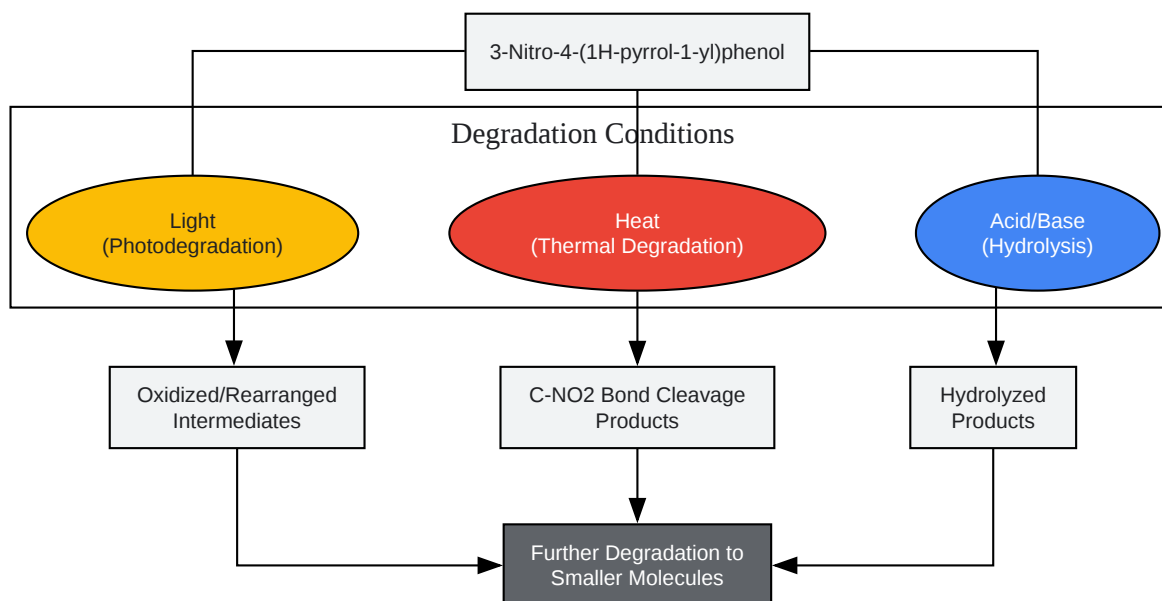 3-Nitro-4-(1H-pyrrol-1-yl)phenol
Degradation Conditions
Light
(Photodegradation)
Heat
(Thermal Degradation)
Acid/Base
(Hydrolysis)
Oxidized/Rearranged
Intermediates
C-NO2 Bond Cleavage
Products
Hydrolyzed
Products
Further Degradation to
Smaller Molecules